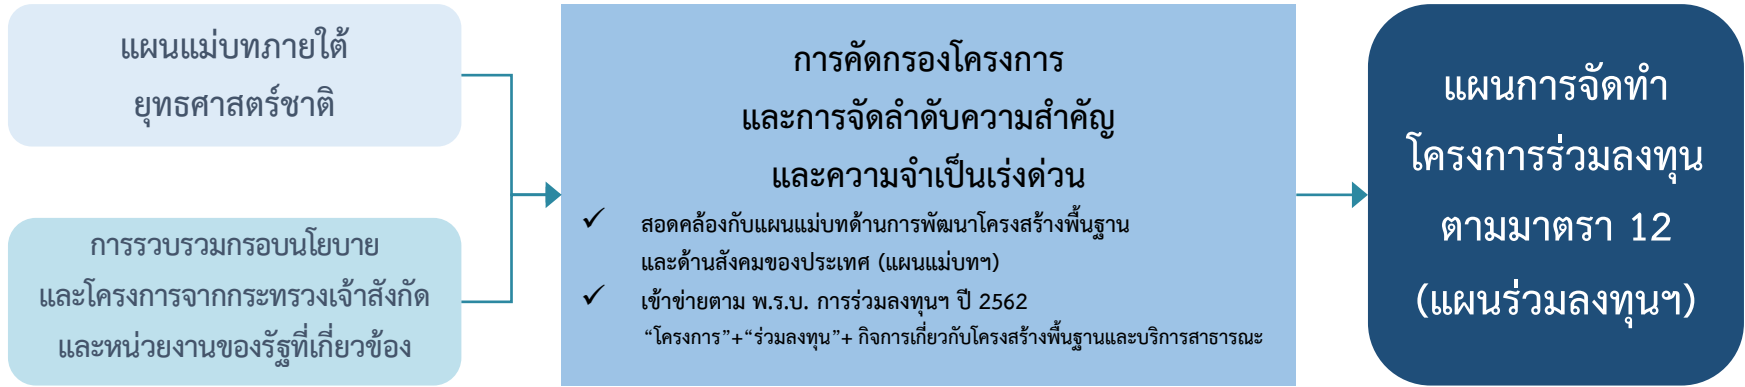 แผนแม่บทภายใต้
ยุทธศาสตร์ชาติ
การรวบรวมกรอบนโยบาย
และโครงการจากกระทรวงเจ้าสังกัด
และหน่วยงานของรัฐที่เกี่ยวข้อง
การคัดกรองโครงการ
และการจัดลำดับความสำคัญ
และความจำเป็นเร่งด่วน
✓ สอดคล้องกับแผนแม่บทด้านการพัฒนาโครงสร้างพื้นฐาน
และด้านสังคมของประเทศ (แผนแม่บทฯ)
✓ เข้าข่ายตาม พ.ร.บ. การร่วมลงทุนฯ ปี 2562
“โครงการ”+“ร่วมลงทุน”+ กิจการเกี่ยวกับโครงสร้างพื้นฐานและบริการสาธารณะ
แผนการจัดทำ
โครงการร่วมลงทุน
ตามมาตรา 12
(แผนร่วมลงทุนฯ)